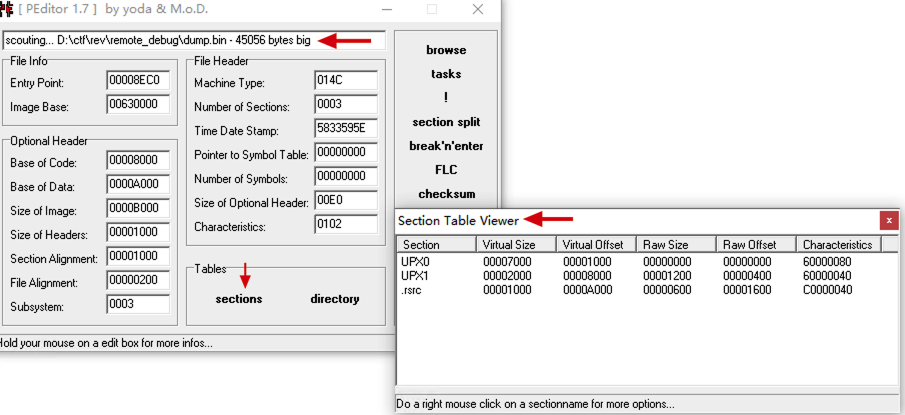 [ PEditor 1.7 ] by yoda & M.o.D.
scouting... D:\ctf\rev\remote_debug\dump.bin - 45056 bytes big
File Info
Entry Point: 00008EC0
Image Base: 00630000
Optional Header
Base of Code: 00008000
Base of Data: 0000A000
Size of Image: 0000B000
Size of Headers: 00001000
Section Alignment: 00001000
File Alignment: 00000200
Subsystem: 0003
File Header
Machine Type: 014C
Number of Sections: 0003
Time Date Stamp: 5833595E
Pointer to Symbol Table: 00000000
Number of Symbols: 00000000
Size of Optional Header: 00E0
Characteristics: 0102
Tables
sections directory
browse
tasks
!
section split
break'n'enter
FLC
checksum
Hold your mouse on a edit box for more infos...
Section Table Viewer x
Section Virtual Size Virtual Offset Raw Size Raw Offset Characteristics
UPX0 00007000 00001000 00000000 00000000 60000080
UPX1 00002000 00008000 00001200 00000400 60000040
.rsrc 00001000 0000A000 00000600 00001600 C0000040
Do a right mouse click on a sectionname for more options...